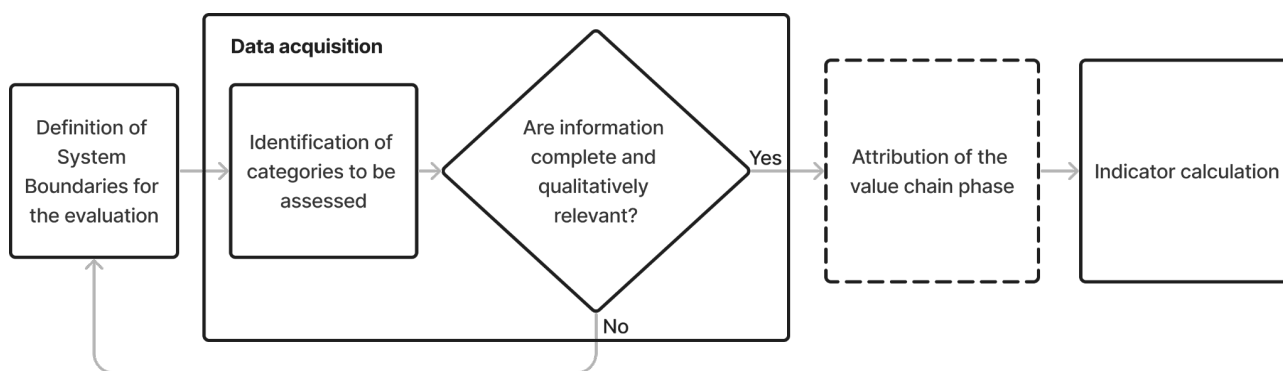 Data acquisition
Definition of
System
Boundaries for
the evaluation
Identification of
categories to be
assessed
Are information
complete and
qualitatively
relevant?
Yes
No
Attribution of the
value chain phase
Indicator calculation